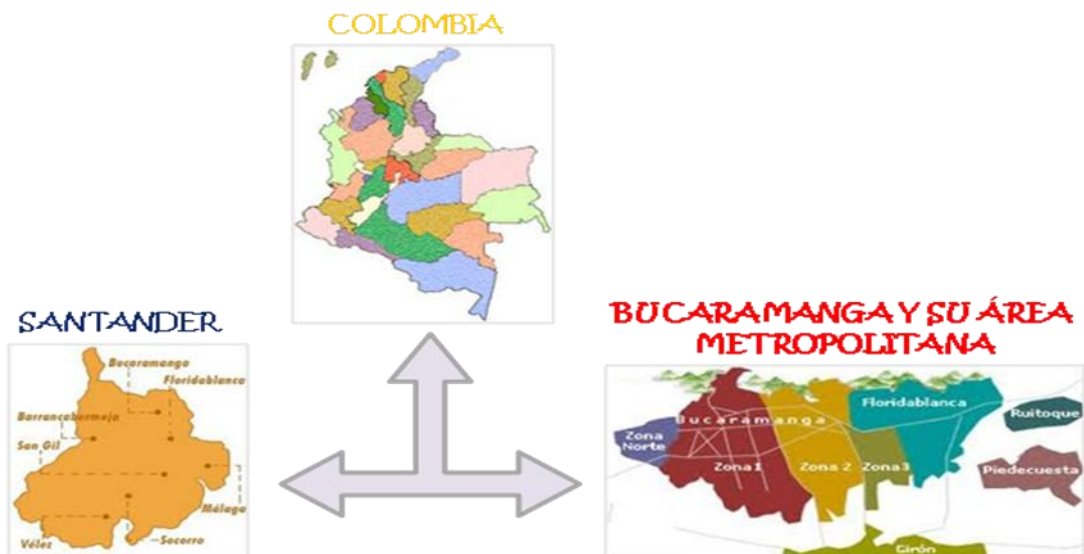 COLOMBIA
SANTANDER
Bucaramanga
Floridablanca
Barrancabermeja
San Gil
Málaga
Vélez
Socorro
BUCARAMANGA Y SU ÁREA
METROPOLITANA
Floridablanca
Ruitoque
Bucaramanga
Zona
Norte
Zona 1
Zona 2
Zona 3
Piedecuesta
Girón